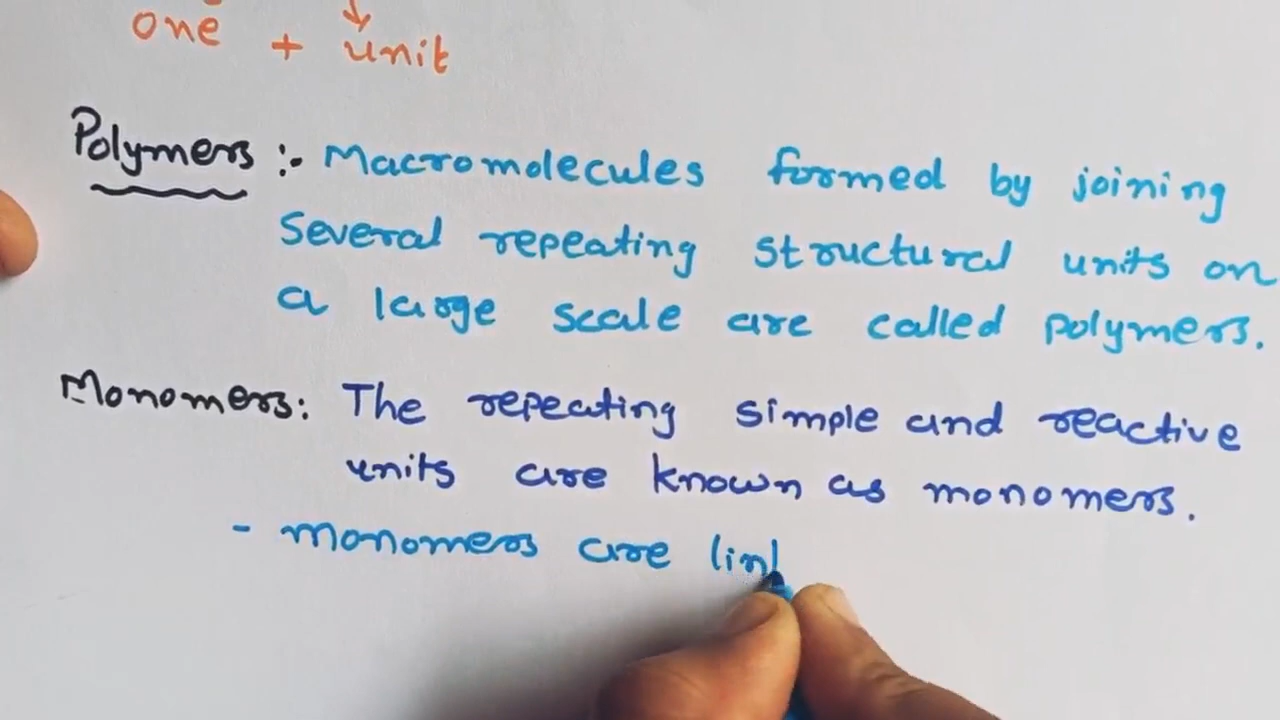 one + unit
Polymers :- Macromolecules formed by joining
several repeating structural units on
a large scale are called polymers.
Monomers: The repeating simple and reactive
units are known as monomers.
- monomers are